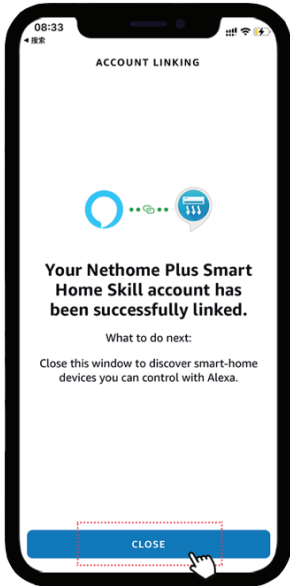 08:33
◀ 搜索
ACCOUNT LINKING
Your Nethome Plus Smart
Home Skill account has
been successfully linked.
What to do next:
Close this window to discover smart-home
devices you can control with Alexa.
CLOSE